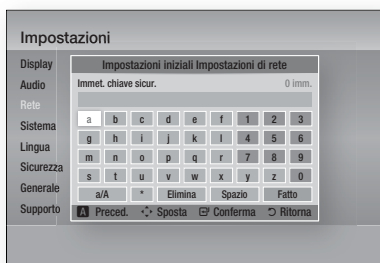 Impostazioni
Display
Audio
Rete
Sistema
Lingua
Sicurezza
Generale
Supporto
Impostazioni iniziali Impostazioni di rete
Immet. chiave sicur. 0 imm.
a b c d e f 1 2 3
g h i j k l 4 5 6
m n o p q r 7 8 9
s t u v w x y z 0
a/A * Elimina Spazio Fatto
A Preced. Sposta Conferma Ritorna